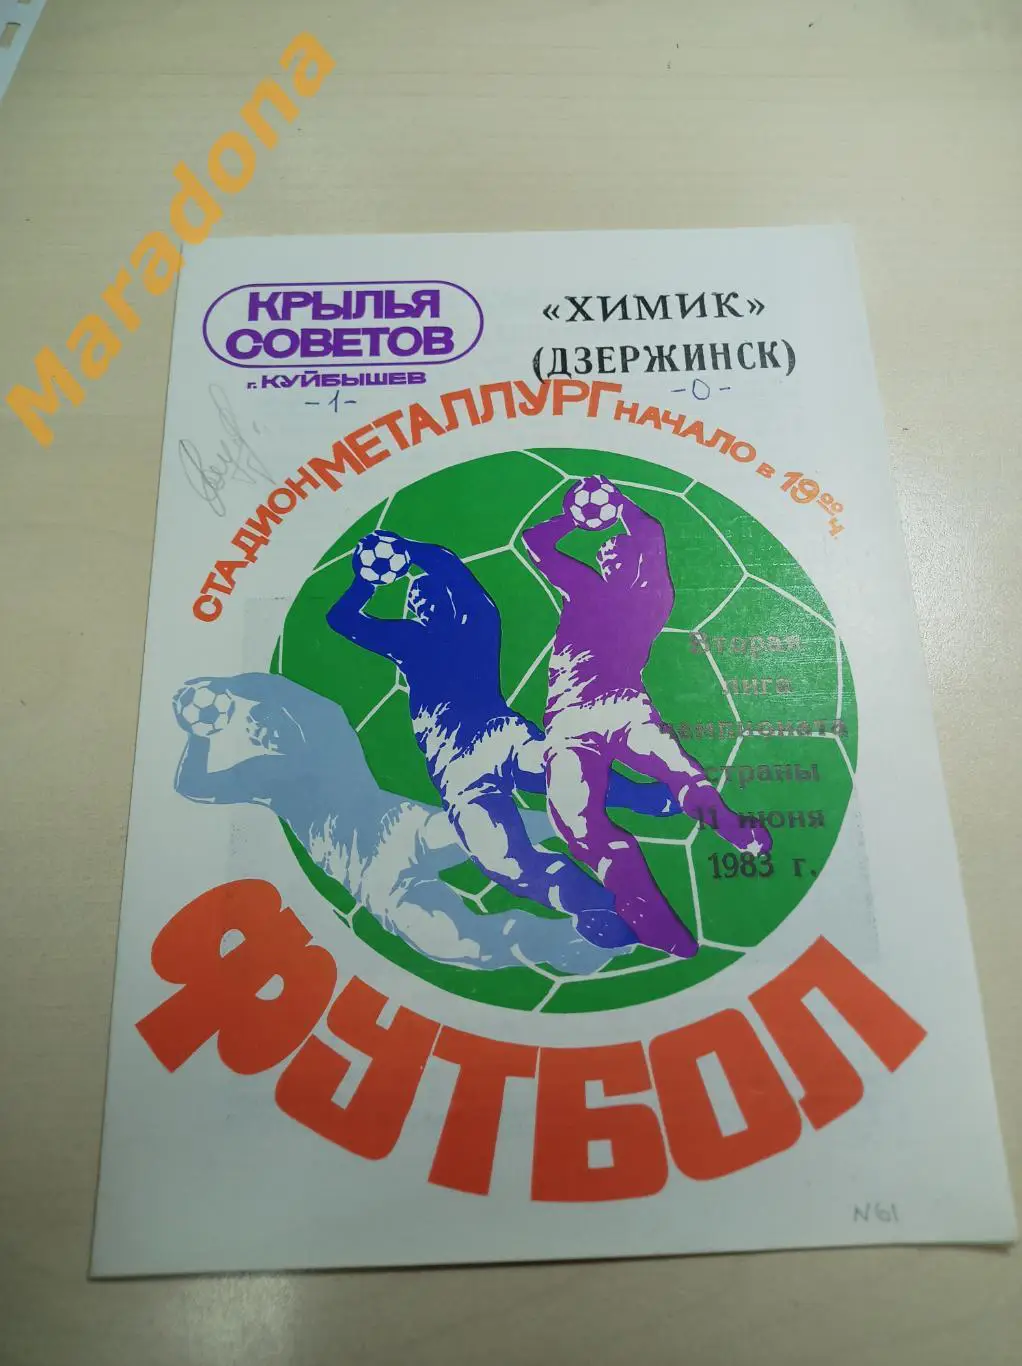 Maradona
КРЫЛЬЯ
СОВЕТОВ
г. КУЙБЫШЕВ
-1-
«ХИМИК»
(ДЗЕРЖИНСК)
-0-
СТАДИОН МЕТАЛЛУРГ НАЧАЛО В 19 00 Ч.
Вторая
лига
чемпионата
страны
11 июня
1983 г.
ФУТБОЛ
N61